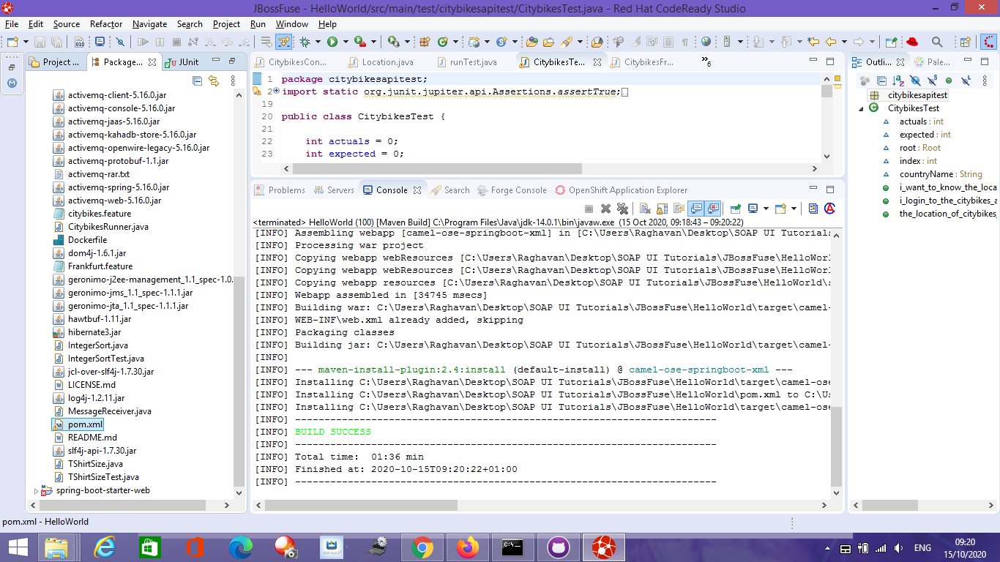 JBossFuse - HelloWorld/src/main/test/citybikesapitest/CitybikesTest.java - Red Hat CodeReady Studio
File Edit Source Refactor Navigate Search Project Run Window Help
Project ... Package... JUnit
activemq-client-5.16.0.jar
activemq-console-5.16.0.jar
activemq-jaas-5.16.0.jar
activemq-kahadb-store-5.16.0.jar
activemq-openwire-legacy-5.16.0.jar
activemq-protobuf-1.1.jar
activemq-rar.txt
activemq-spring-5.16.0.jar
activemq-web-5.16.0.jar
citybikes.feature
CitybikesRunner.java
Dockerfile
dom4j-1.6.1.jar
Frankfurt.feature
geronimo-j2ee-management_1.1_spec-1.0.
geronimo-jms_1.1_spec-1.1.1.jar
geronimo-jta_1.1_spec-1.1.1.jar
hawtbuf-1.11.jar
hibernate3.jar
IntegerSort.java
IntegerSortTest.java
jcl-over-slf4j-1.7.30.jar
LICENSE.md
log4j-1.2.11.jar
MessageReceiver.java
pom.xml
README.md
slf4j-api-1.7.30.jar
TShirtSize.java
TShirtSizeTest.java
spring-boot-starter-web
CitybikesCon... Location.java runTest.java CitybikesTe... CitybikesFr... »6
1 package citybikesapitest;
2 import static org.junit.jupiter.api.Assertions.assertTrue;
19
20 public class CitybikesTest {
21
22 int actuals = 0;
23 int expected = 0;
Problems Servers Console Search Forge Console OpenShift Application Explorer
<terminated> HelloWorld (100) [Maven Build] C:\Program Files\Java\jdk-14.0.1\bin\javaw.exe (15 Oct 2020, 09:18:43 – 09:20:22)
[INFO] Assembling webapp [camel-ose-springboot-xml] in [C:\Users\Raghavan\Desktop\SOAP UI Tutorials
[INFO] Processing war project
[INFO] Copying webapp webResources [C:\Users\Raghavan\Desktop\SOAP UI Tutorials\JBossFuse\HelloWorl
[INFO] Copying webapp webResources [C:\Users\Raghavan\Desktop\SOAP UI Tutorials\JBossFuse\HelloWorl
[INFO] Copying webapp resources [C:\Users\Raghavan\Desktop\SOAP UI Tutorials\JBossFuse\HelloWorld\s
[INFO] Webapp assembled in [34745 msecs]
[INFO] Building war: C:\Users\Raghavan\Desktop\SOAP UI Tutorials\JBossFuse\HelloWorld\target\camel-
[INFO] WEB-INF\web.xml already added, skipping
[INFO] Packaging classes
[INFO] Building jar: C:\Users\Raghavan\Desktop\SOAP UI Tutorials\JBossFuse\HelloWorld\target\camel-
[INFO]
[INFO] --- maven-install-plugin:2.4:install (default-install) @ camel-ose-springboot-xml ---
[INFO] Installing C:\Users\Raghavan\Desktop\SOAP UI Tutorials\JBossFuse\HelloWorld\target\camel-ose
[INFO] Installing C:\Users\Raghavan\Desktop\SOAP UI Tutorials\JBossFuse\HelloWorld\pom.xml to C:\Us
[INFO] Installing C:\Users\Raghavan\Desktop\SOAP UI Tutorials\JBossFuse\HelloWorld\target\camel-ose
[INFO] ------------------------------------------------------------------------
[INFO] BUILD SUCCESS
[INFO] ------------------------------------------------------------------------
[INFO] Total time: 01:36 min
[INFO] Finished at: 2020-10-15T09:20:22+01:00
[INFO] ------------------------------------------------------------------------
Outli... Pale...
citybikesapitest
CitybikesTest
actuals : int
expected : int
root : Root
index : int
countryName : String
i_want_to_know_the_loca
i_login_to_the_citybikes_a
the_location_of_citybikes_
pom.xml - HelloWorld
ENG
09:20
15/10/2020